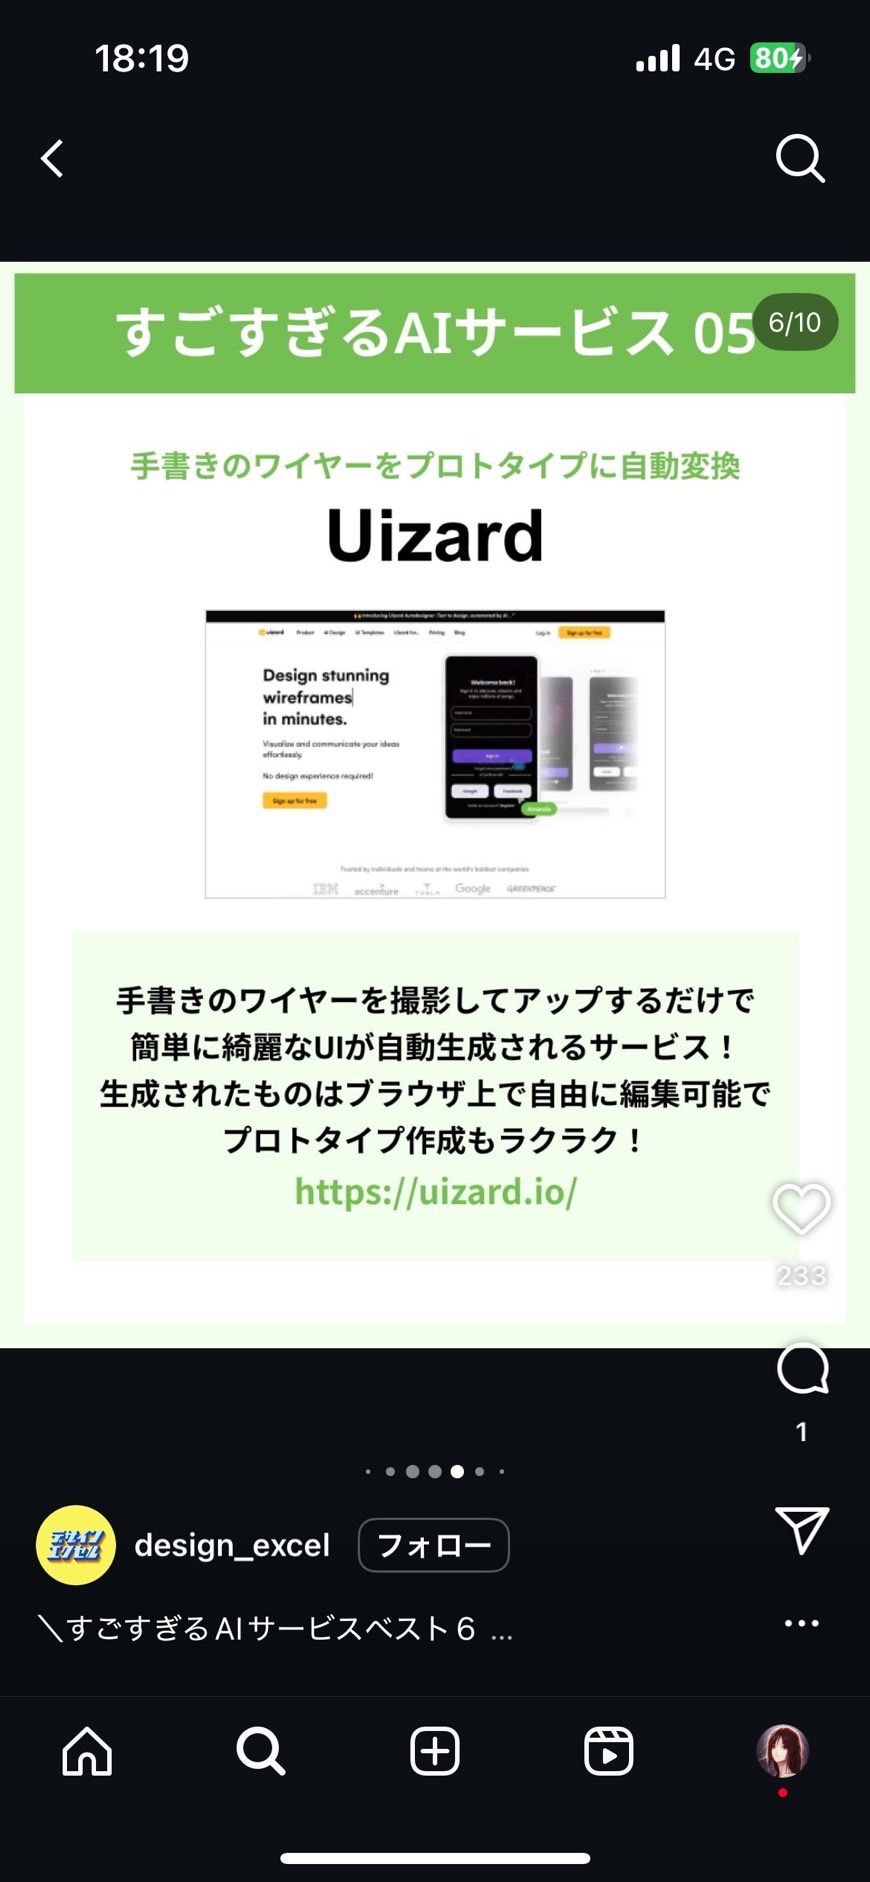 18:19
4G
80
すごすぎるAIサービス 05
6/10
手書きのワイヤーをプロトタイプに自動変換
Uizard
Introducing Uizard Autodesigner: Text to design, automated by AI
uizard Product AI Design UI Templates Uizard for... Pricing Blog Log in Sign up for free
Design stunning
wireframes
in minutes.
Visualize and communicate your ideas
effortlessly.
No design experience required!
Sign up for free
Welcome back!
Sign in
Google Facebook
Amanda
Trusted by individuals and teams at the world's boldest companies
IBM accenture TESLA Google GREENPEACE
手書きのワイヤーを撮影してアップするだけで
簡単に綺麗なUIが自動生成されるサービス！
生成されたものはブラウザ上で自由に編集可能で
プロトタイプ作成もラクラク！
https://uizard.io/
233
1
デザイン
エクセル
design_excel
フォロー
＼すごすぎるAIサービスベスト6 ...